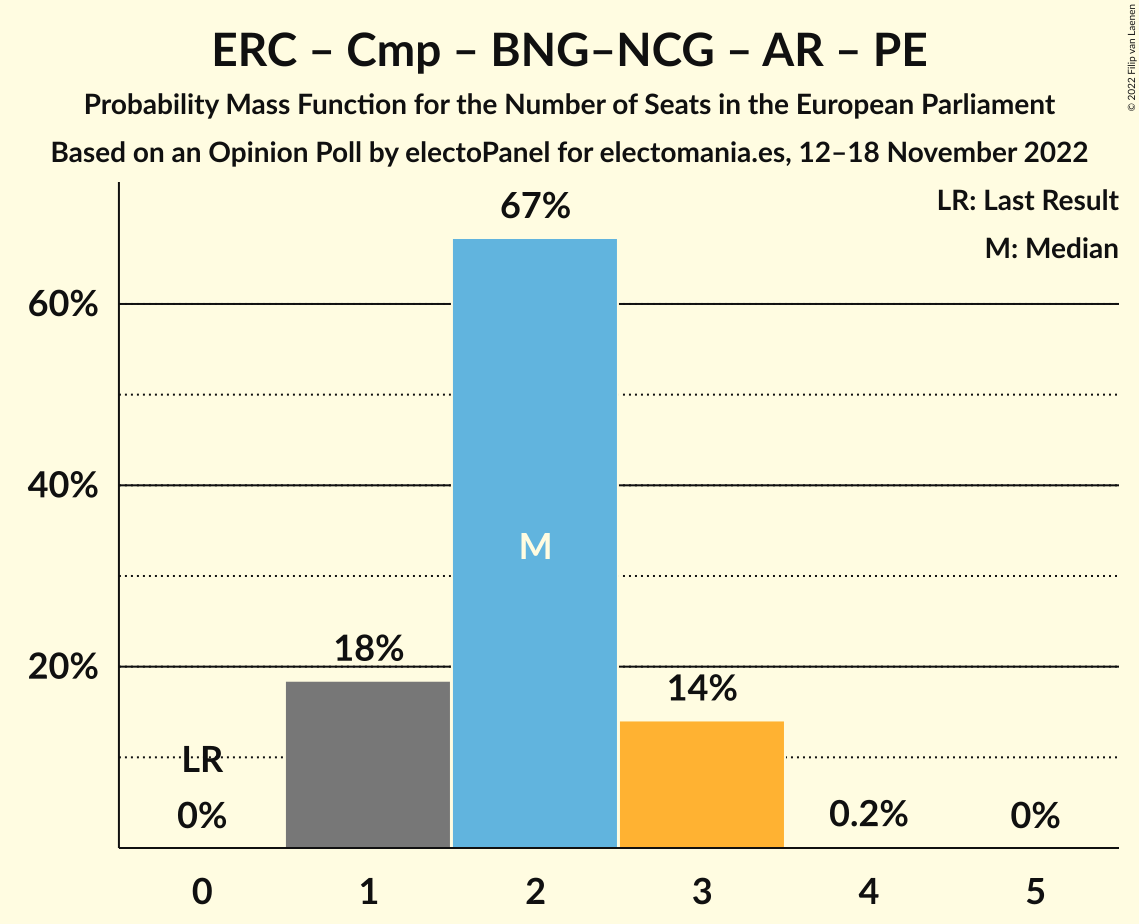 ERC – Cmp – BNG–NCG – AR – PE
Probability Mass Function for the Number of Seats in the European Parliament
Based on an Opinion Poll by electoPanel for electomania.es, 12–18 November 2022
© 2022 Filip van Laenen
LR: Last Result
M: Median
67%
60%
40%
M
20%
18%
14%
LR
0%
0.2%
0%
0 1 2 3 4 5